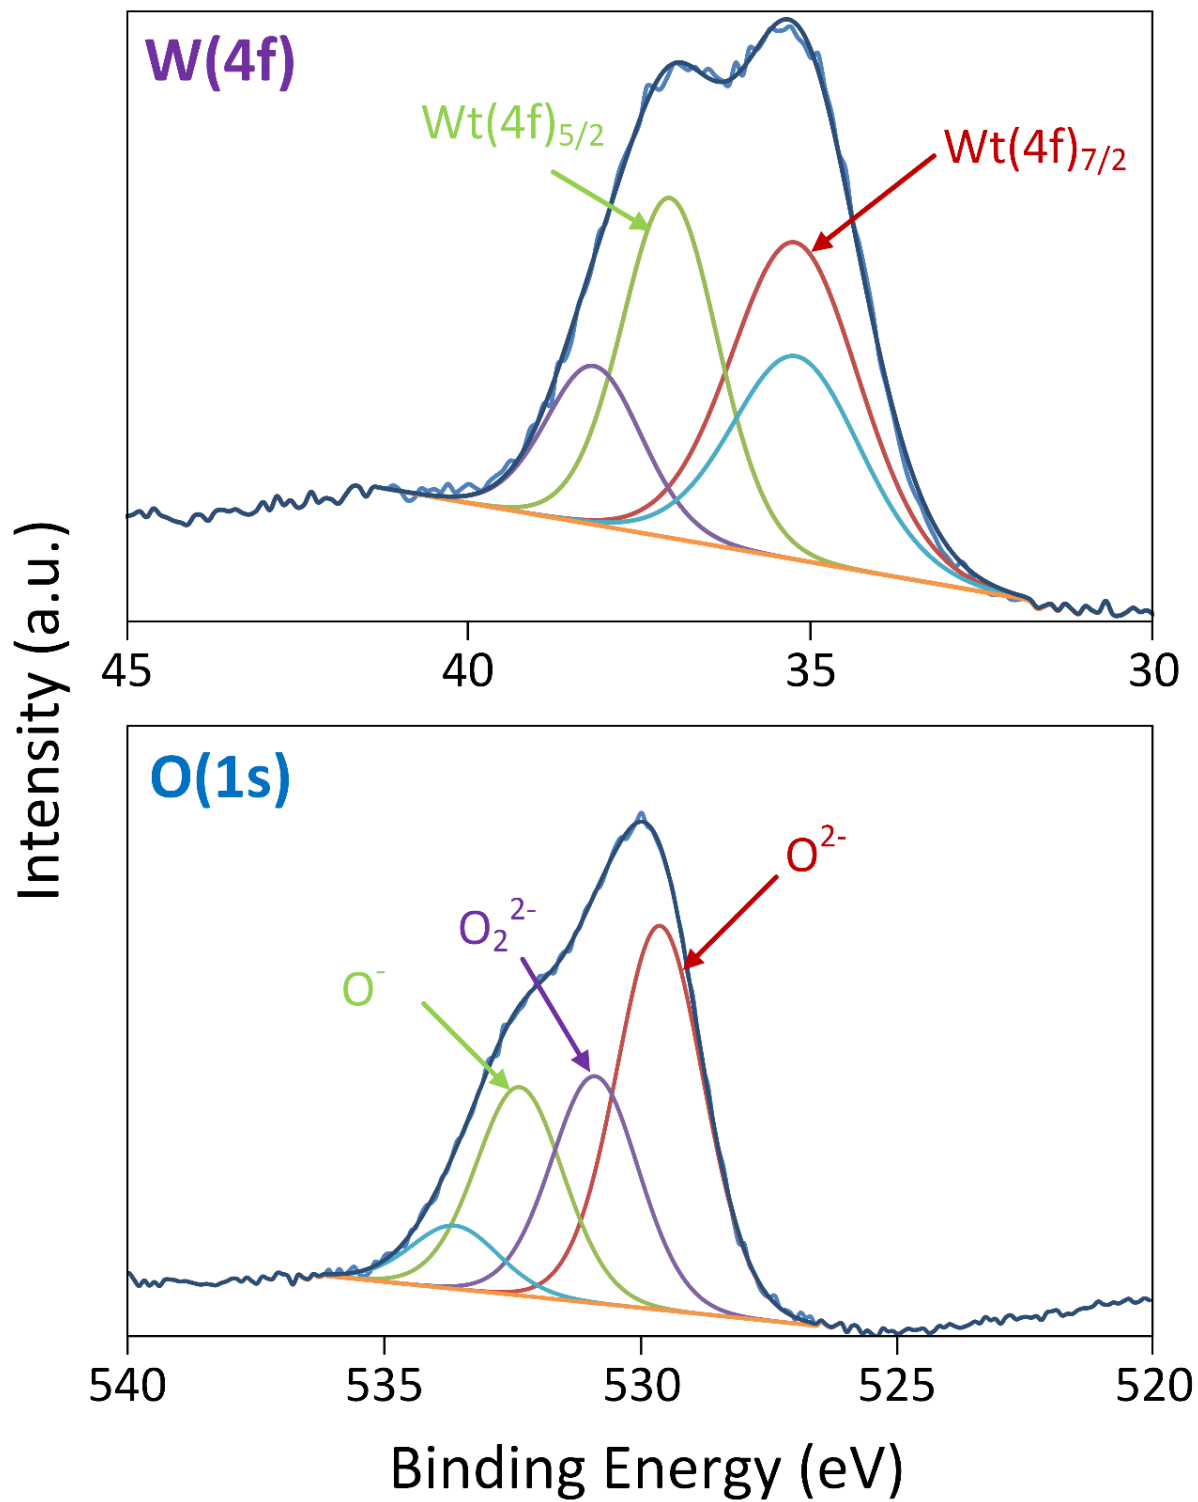 W(4f)
Wt(4f)5/2
Wt(4f)7/2
45 40 35 30
Intensity (a.u.)
O(1s)
O2-
O22-
O-
540 535 530 525 520
Binding Energy (eV)